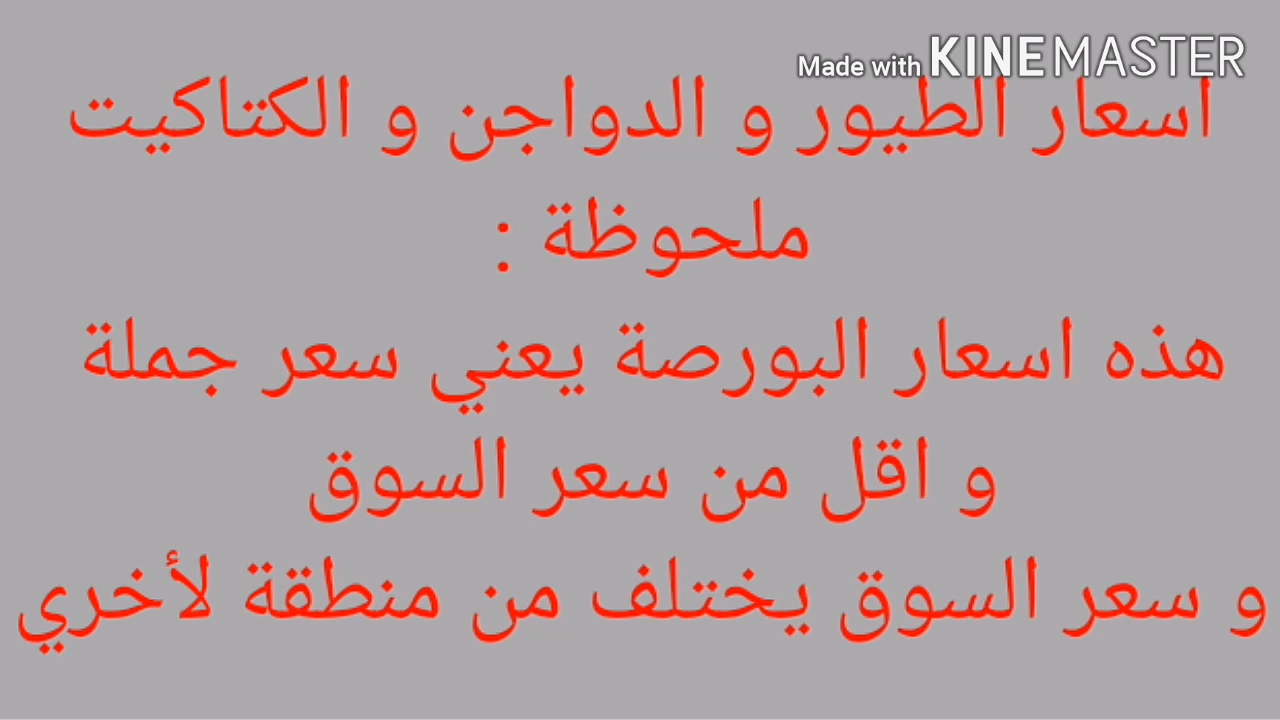 Made with KINEMASTER
اسعار الطيور و الدواجن و الكتاكيت
ملحوظة :
هذه اسعار البورصة يعني سعر جملة
و اقل من سعر السوق
و سعر السوق يختلف من منطقة لأخري